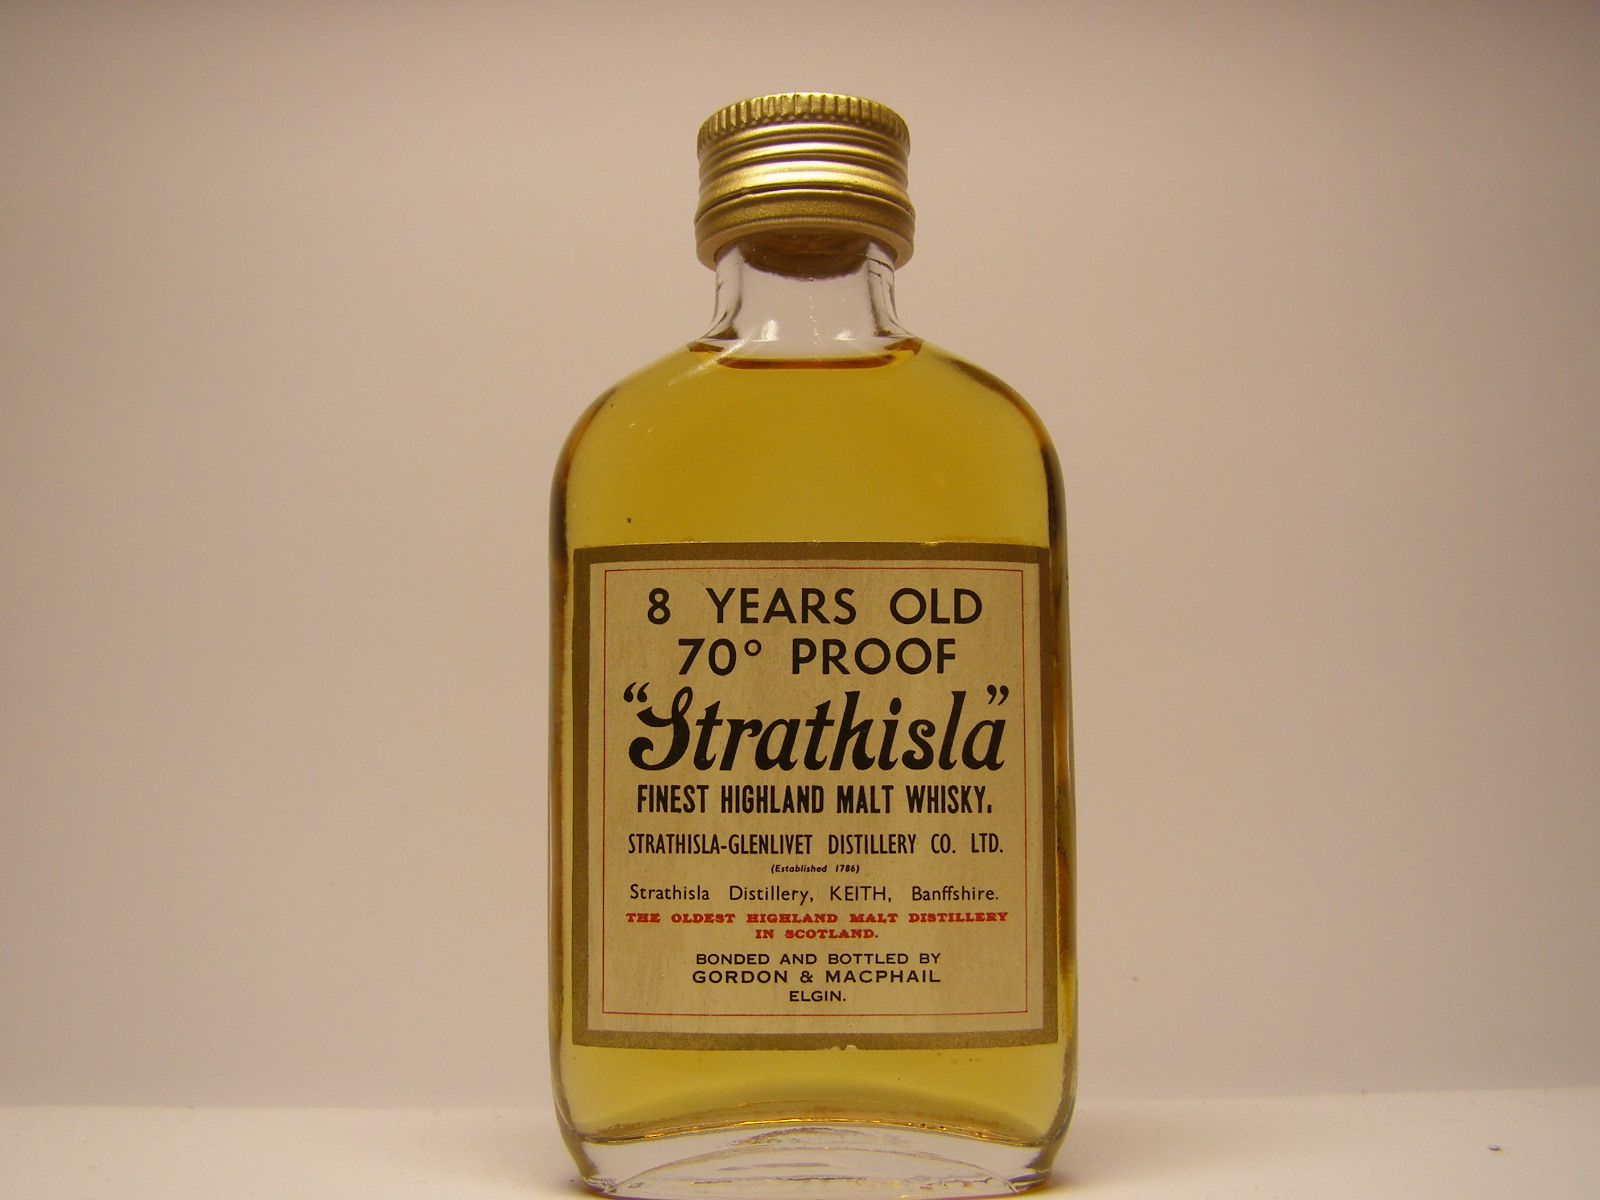 8 YEARS OLD
70° PROOF
“Strathisla”
FINEST HIGHLAND MALT WHISKY.
STRATHISLA-GLENLIVET DISTILLERY CO. LTD.
(Established 1786)
Strathisla Distillery, KEITH, Banffshire.
THE OLDEST HIGHLAND MALT DISTILLERY
IN SCOTLAND.
BONDED AND BOTTLED BY
GORDON & MACPHAIL
ELGIN.